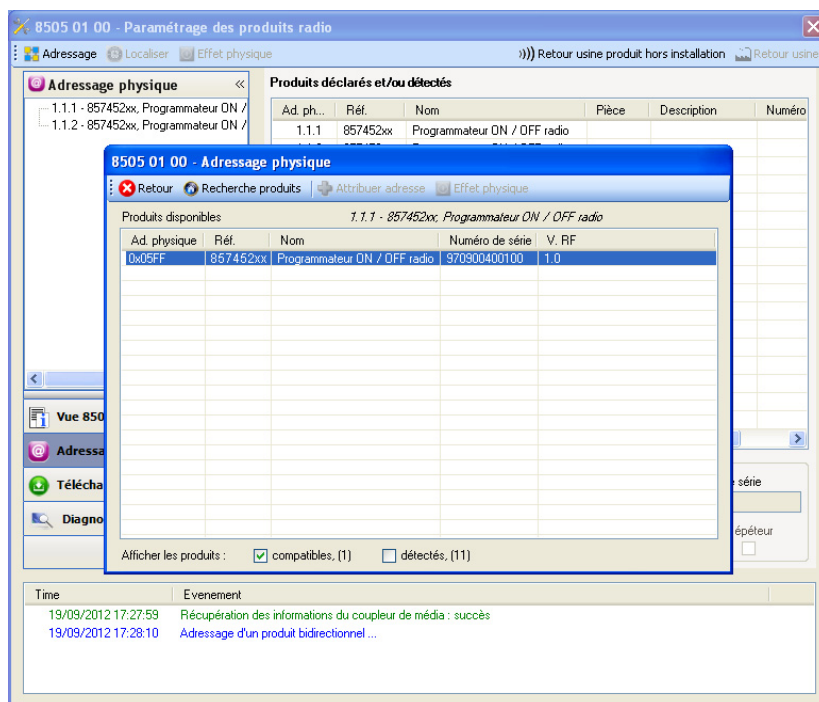 8505 01 00 - Paramétrage des produits radio
Adressage Localiser Effet physique Retour usine produit hors installation Retour usine
Adressage physique «
1.1.1 - 857452xx, Programmateur ON /
1.1.2 - 857452xx, Programmateur ON /
Produits déclarés et/ou détectés
Ad. ph... Réf. Nom Pièce Description Numéro
1.1.1 857452xx Programmateur ON / OFF radio
8505 01 00 - Adressage physique
Retour Recherche produits Attribuer adresse Effet physique
Produits disponibles 1.1.1 - 857452xx, Programmateur ON / OFF radio
Ad. physique Réf. Nom Numéro de série V. RF
0x05FF 857452xx Programmateur ON / OFF radio 970900400100 1.0
Afficher les produits : compatibles, (1) détectés, (11)
Vue 850
Adressa
Télécha
Diagno
série
épéteur
Time Evenement
19/09/2012 17:27:59 Récupération des informations du coupleur de média : succès
19/09/2012 17:28:10 Adressage d'un produit bidirectionnel ...